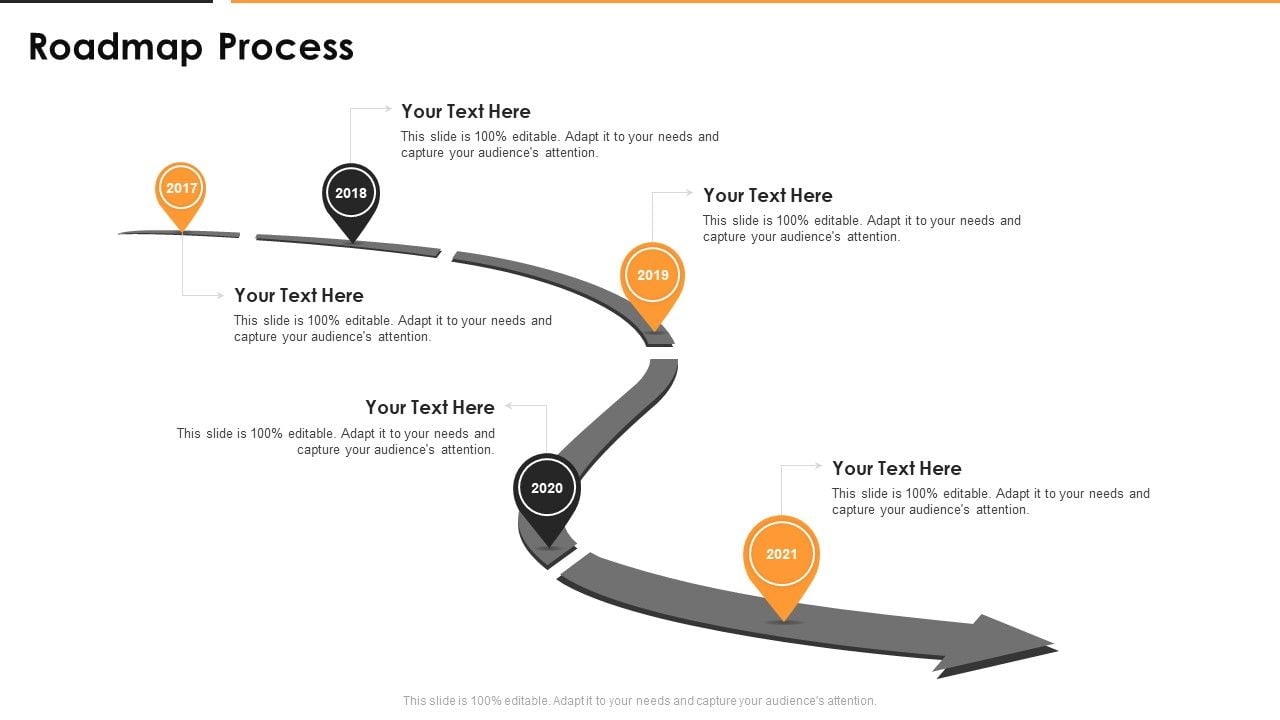 Roadmap Process
Your Text Here
This slide is 100% editable. Adapt it to your needs and
capture your audience's attention.
2017
2018
Your Text Here
This slide is 100% editable. Adapt it to your needs and
capture your audience's attention.
2019
Your Text Here
This slide is 100% editable. Adapt it to your needs and
capture your audience's attention.
Your Text Here
This slide is 100% editable. Adapt it to your needs and
capture your audience's attention.
2020
Your Text Here
This slide is 100% editable. Adapt it to your needs and
capture your audience's attention.
2021
This slide is 100% editable. Adapt it to your needs and capture your audience's attention.